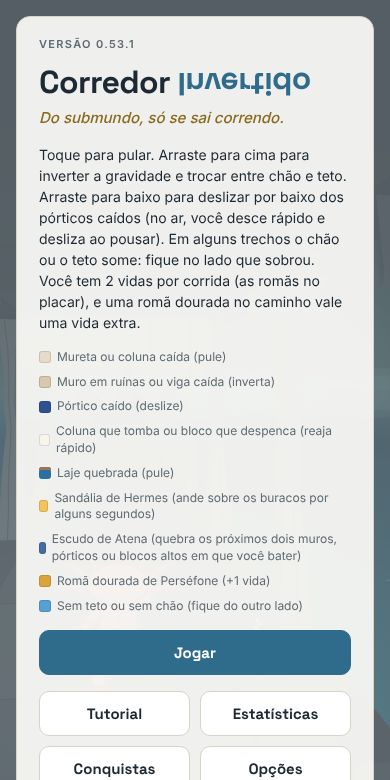 VERSÃO 0.53.1
Corredor Invertido
Do submundo, só se sai correndo.
Toque para pular. Arraste para cima para
inverter a gravidade e trocar entre chão e teto.
Arraste para baixo para deslizar por baixo dos
pórticos caídos (no ar, você desce rápido e
desliza ao pousar). Em alguns trechos o chão
ou o teto some: fique no lado que sobrou.
Você tem 2 vidas por corrida (as romãs no
placar), e uma romã dourada no caminho vale
uma vida extra.
Mureta ou coluna caída (pule)
Muro em ruínas ou viga caída (inverta)
Pórtico caído (deslize)
Coluna que tomba ou bloco que despenca (reaja
rápido)
Laje quebrada (pule)
Sandália de Hermes (ande sobre os buracos por
alguns segundos)
Escudo de Atena (quebra os próximos dois muros,
pórticos ou blocos altos em que você bater)
Romã dourada de Perséfone (+1 vida)
Sem teto ou sem chão (fique do outro lado)
Jogar
Tutorial
Estatísticas
Conquistas
Opções